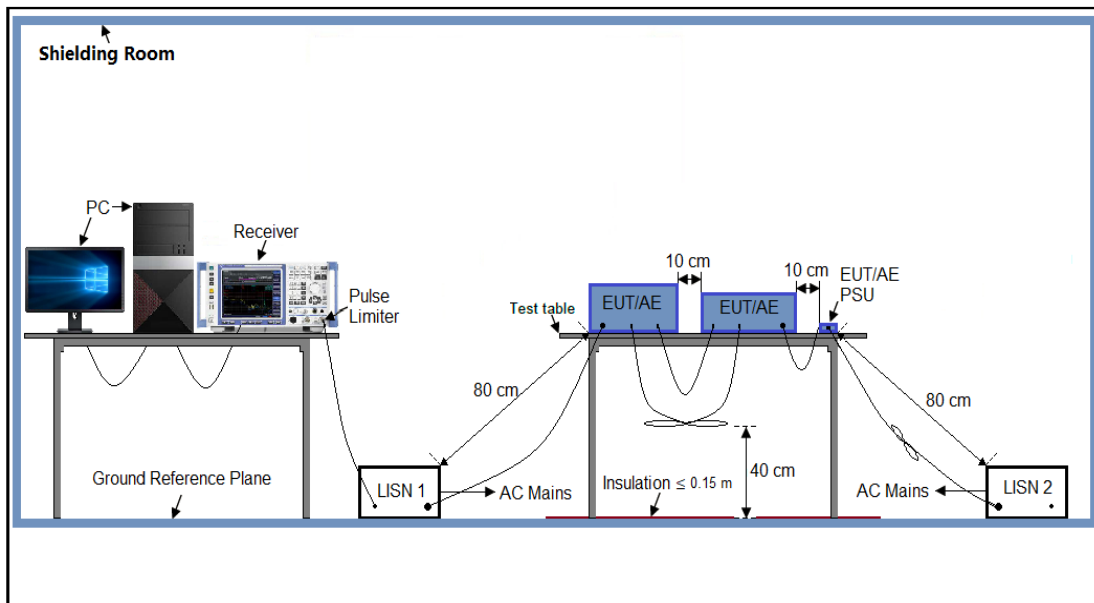 Shielding Room
PC
Receiver
Pulse
Limiter
10 cm
10 cm
EUT/AE
PSU
EUT/AE
EUT/AE
Test table
80 cm
80 cm
40 cm
Ground Reference Plane
LISN 1
AC Mains
Insulation ≤ 0.15 m
AC Mains
LISN 2